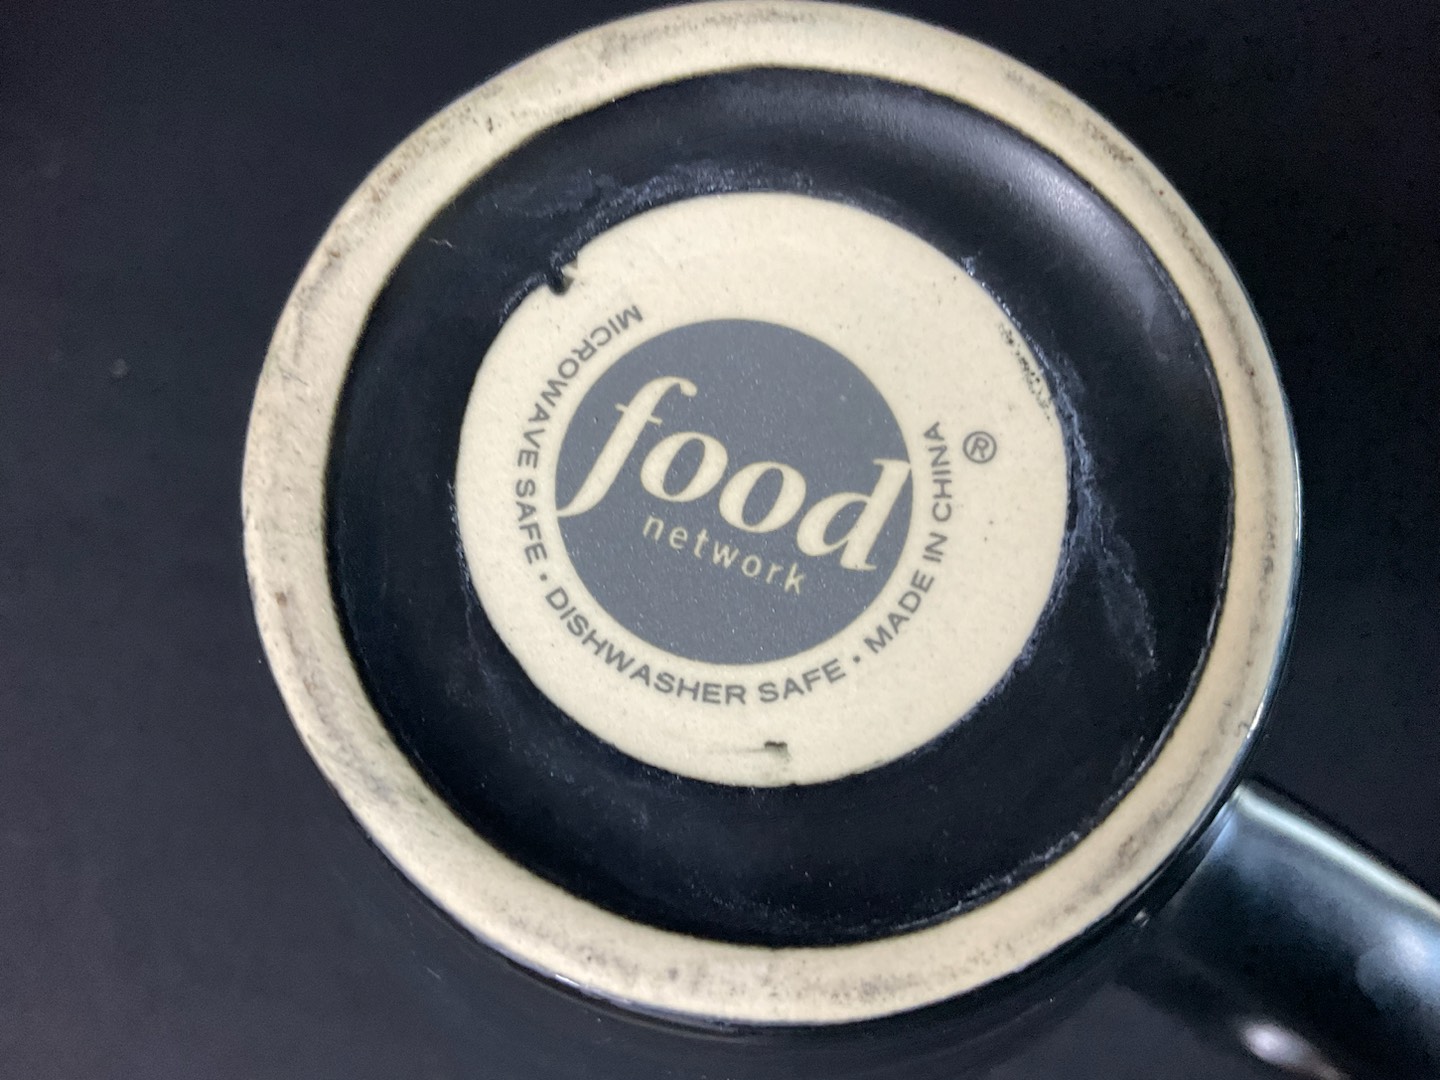 food
network
®
MICROWAVE SAFE • DISHWASHER SAFE • MADE IN CHINA